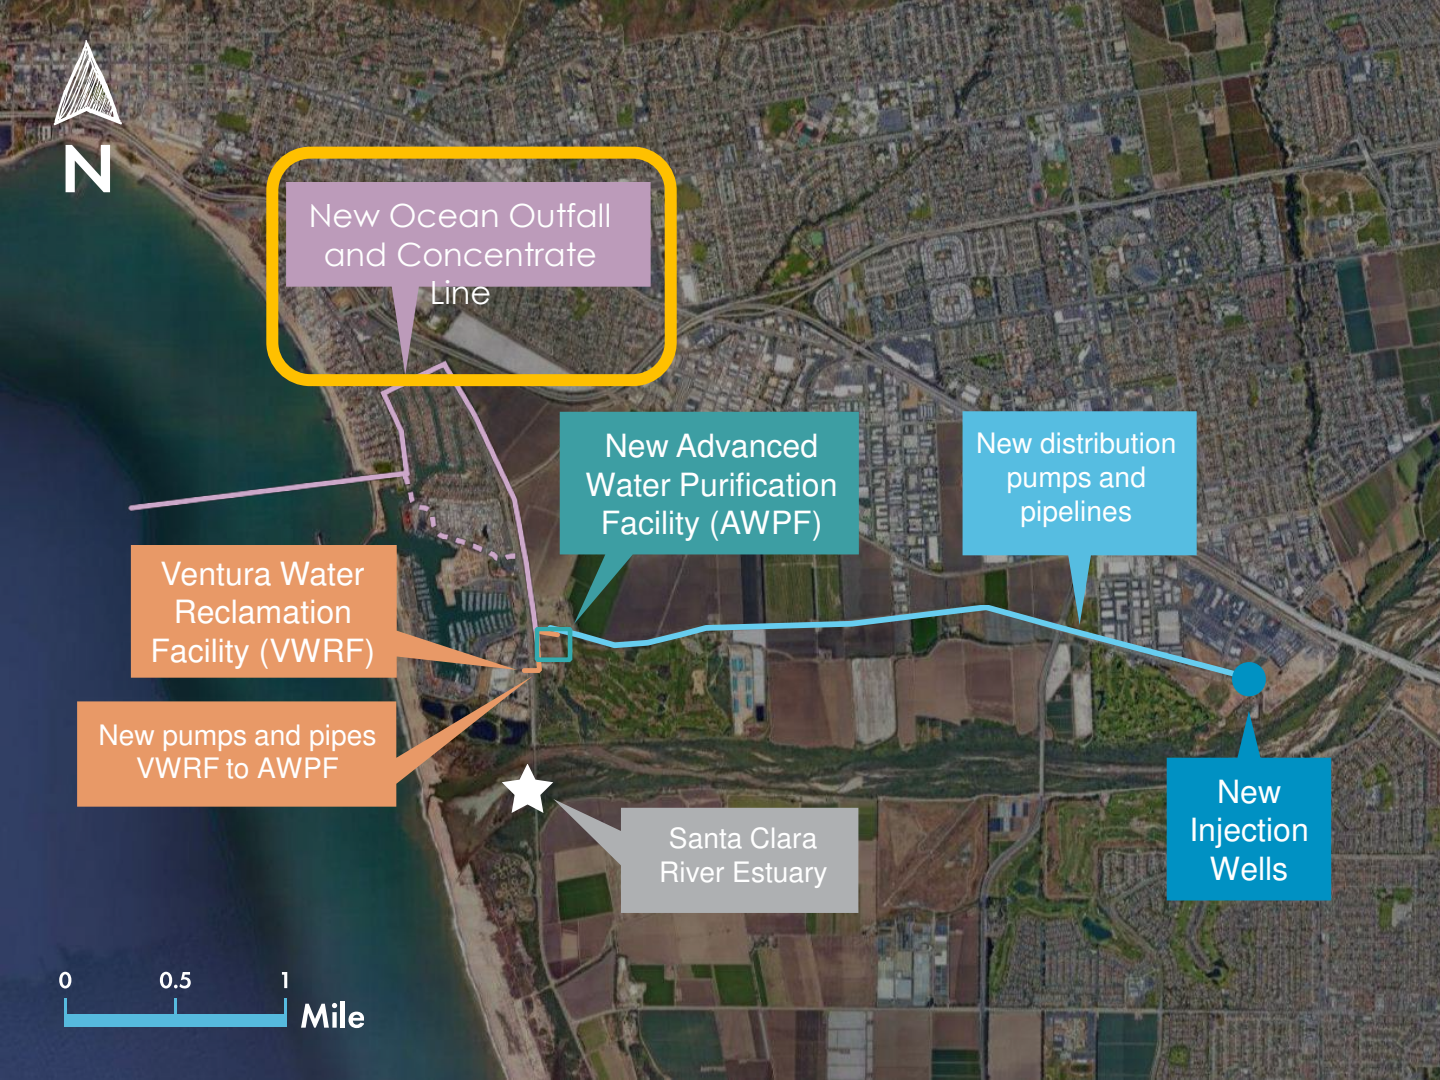 N
New Ocean Outfall
and Concentrate
Line
New Advanced
Water Purification
Facility (AWPF)
New distribution
pumps and
pipelines
Ventura Water
Reclamation
Facility (VWRF)
New pumps and pipes
VWRF to AWPF
Santa Clara
River Estuary
New
Injection
Wells
0 0.5 1
Mile